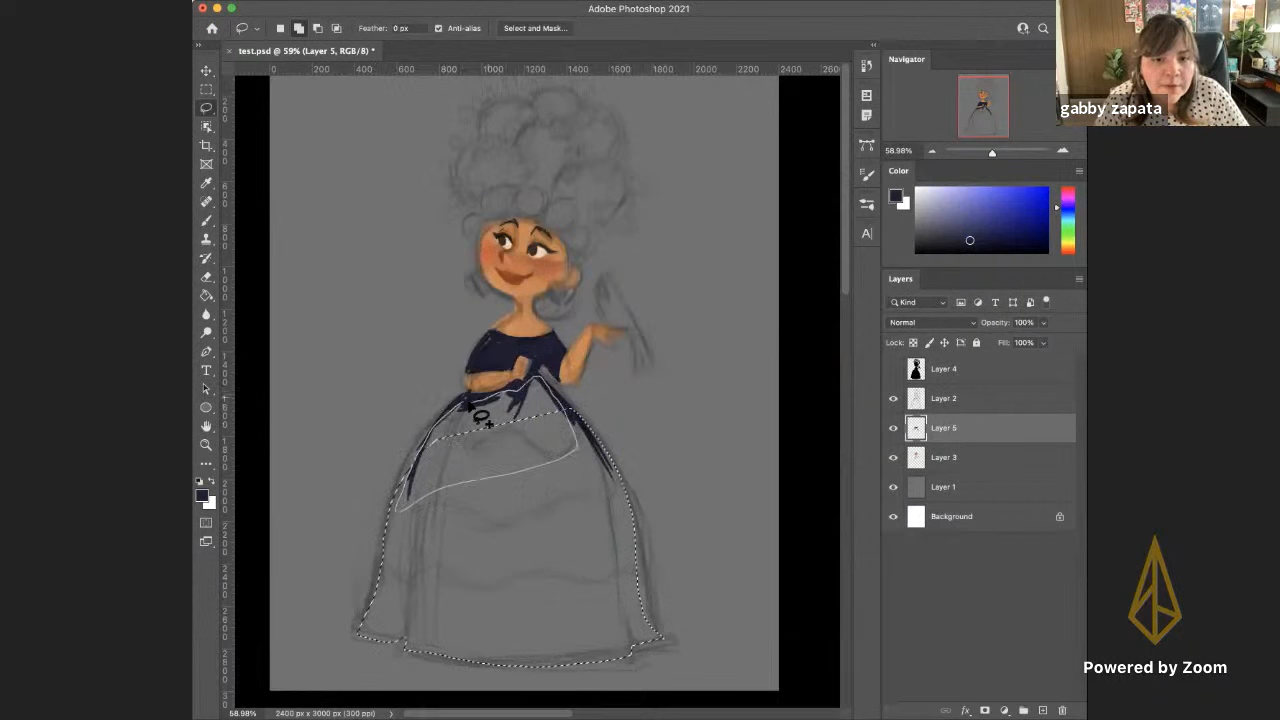 Adobe Photoshop 2021
Feather: 0 px
Anti-alias
Select and Mask...
test.psd @ 59% (Layer 5, RGB/8) *
0 200 400 600 800 1000 1200 1400 1600 1800 2000 2200 2400 260
Navigator
gabby zapata
58.98%
Color
Layers
Kind
Normal
Opacity: 100%
Lock:
Fill: 100%
Layer 4
Layer 2
Layer 5
Layer 3
Layer 1
Background
58.98%
2400 px x 3000 px (300 ppi)
Powered by Zoom